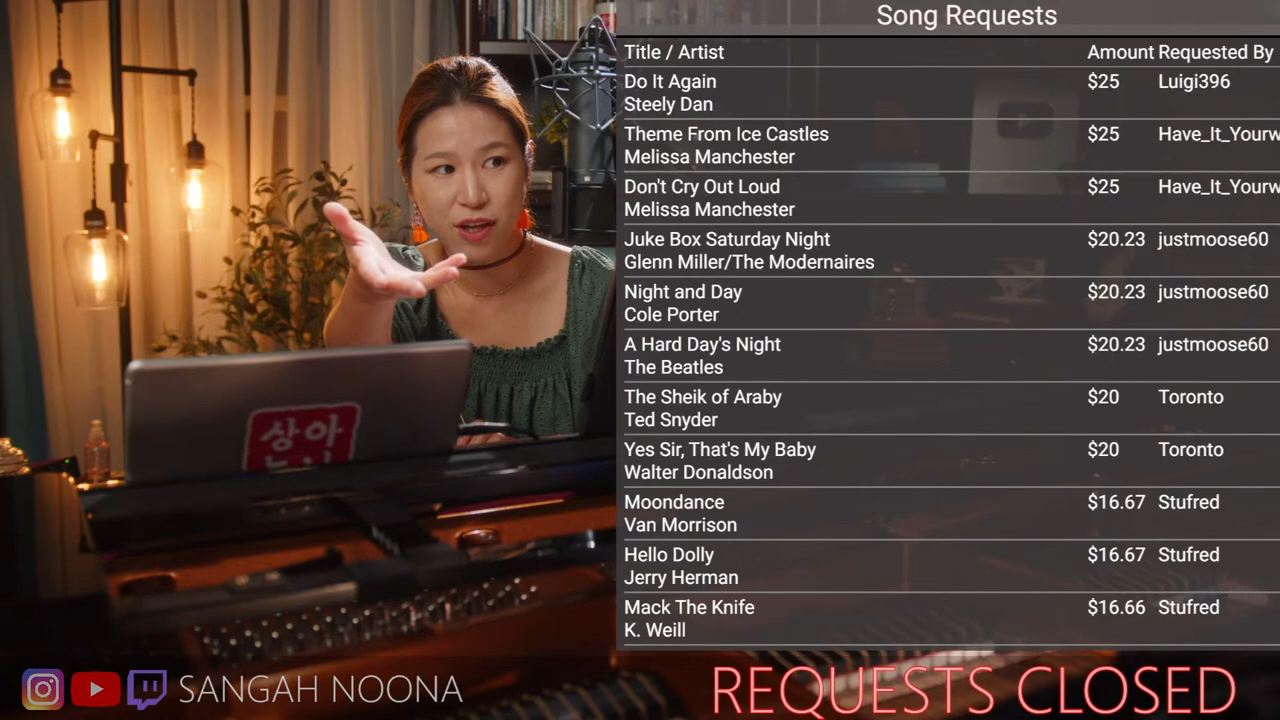 Song Requests
Title / Artist Amount Requested By
Do It Again $25 Luigi396
Steely Dan
Theme From Ice Castles $25 Have_It_Yourw
Melissa Manchester
Don't Cry Out Loud $25 Have_It_Yourw
Melissa Manchester
Juke Box Saturday Night $20.23 justmoose60
Glenn Miller/The Modernaires
Night and Day $20.23 justmoose60
Cole Porter
A Hard Day's Night $20.23 justmoose60
The Beatles
The Sheik of Araby $20 Toronto
Ted Snyder
Yes Sir, That's My Baby $20 Toronto
Walter Donaldson
Moondance $16.67 Stufred
Van Morrison
Hello Dolly $16.67 Stufred
Jerry Herman
Mack The Knife $16.66 Stufred
K. Weill
상아
SANGAH NOONA
REQUESTS CLOSED